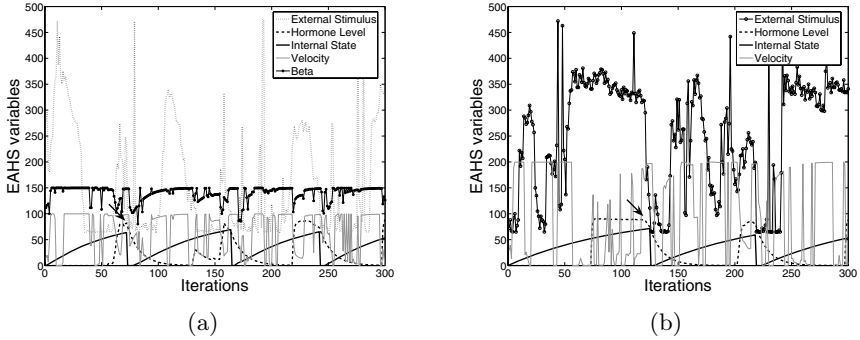 500
450
400
350
300
250
200
150
100
50
0
EAHS variables
0
50
100
150
200
250
300
Iterations
External Stimulus
Hormone Level
Internal State
Velocity
Beta
(a)
500
450
400
350
300
250
200
150
100
50
0
EAHS variables
0
50
100
150
200
250
300
Iterations
External Stimulus
Hormone Level
Internal State
Velocity
(b)